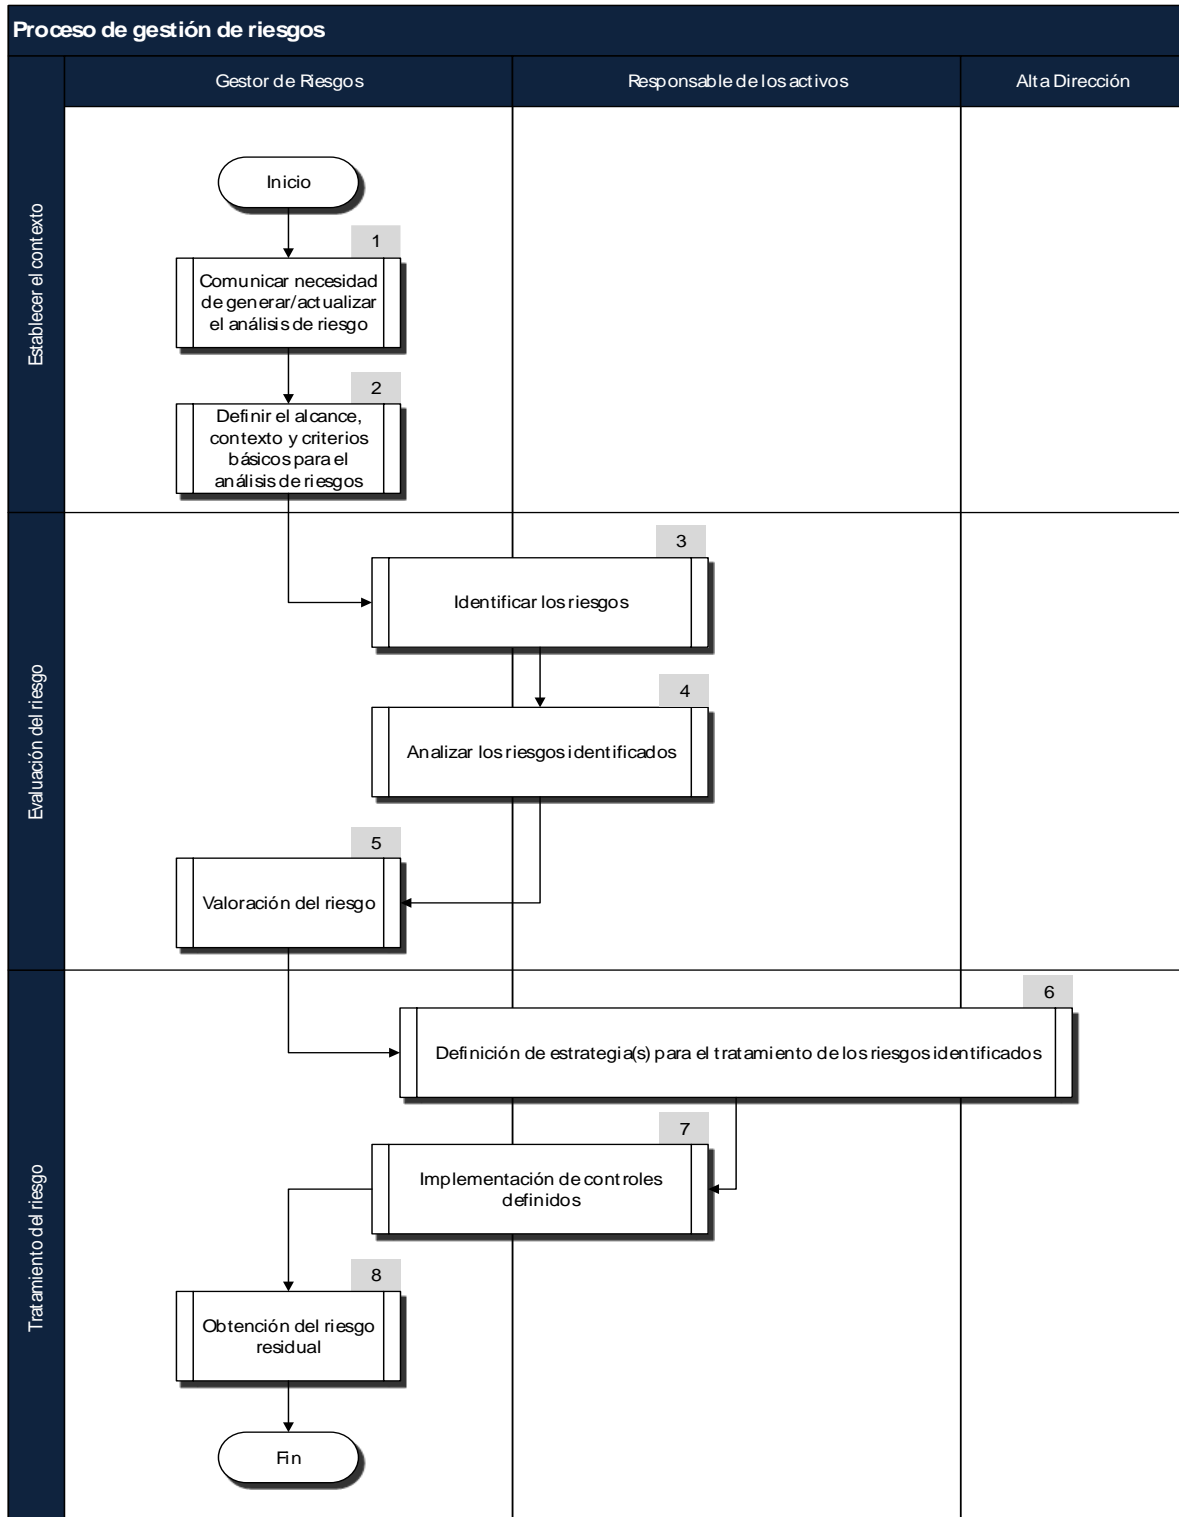 Proceso de gestión de riesgos
Gestor de Riesgos
Responsable de los activos
Alta Dirección
Establecer el contexto
Inicio
1
Comunicar necesidad
de generar/actualizar
el análisis de riesgo
2
Definir el alcance,
contexto y criterios
básicos para el
análisis de riesgos
Evaluación del riesgo
3
Identificar los riesgos
4
Analizar los riesgos identificados
5
Valoración del riesgo
Tratamiento del riesgo
6
Definición de estrategia(s) para el tratamiento de los riesgos identificados
7
Implementación de controles
definidos
8
Obtención del riesgo
residual
Fin